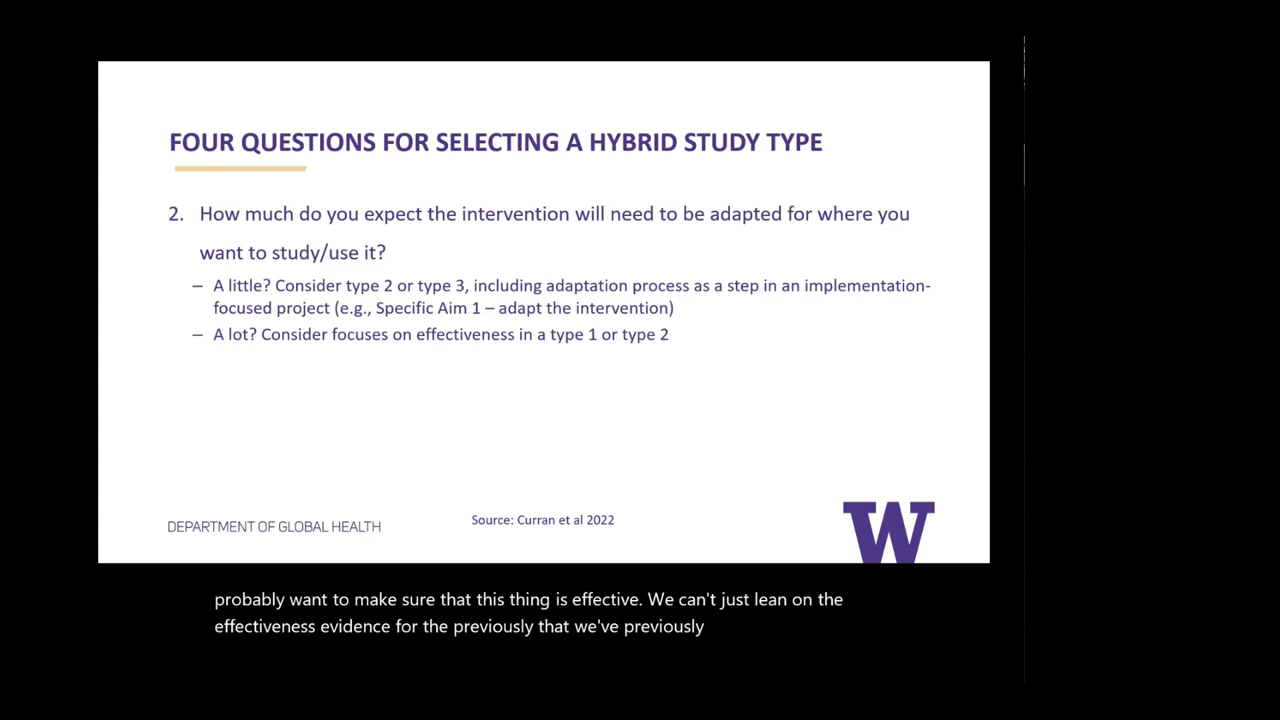 FOUR QUESTIONS FOR SELECTING A HYBRID STUDY TYPE
2. How much do you expect the intervention will need to be adapted for where you
want to study/use it?
– A little? Consider type 2 or type 3, including adaptation process as a step in an implementation-
focused project (e.g., Specific Aim 1 – adapt the intervention)
– A lot? Consider focuses on effectiveness in a type 1 or type 2
DEPARTMENT OF GLOBAL HEALTH
Source: Curran et al 2022
W
probably want to make sure that this thing is effective. We can't just lean on the
effectiveness evidence for the previously that we've previously